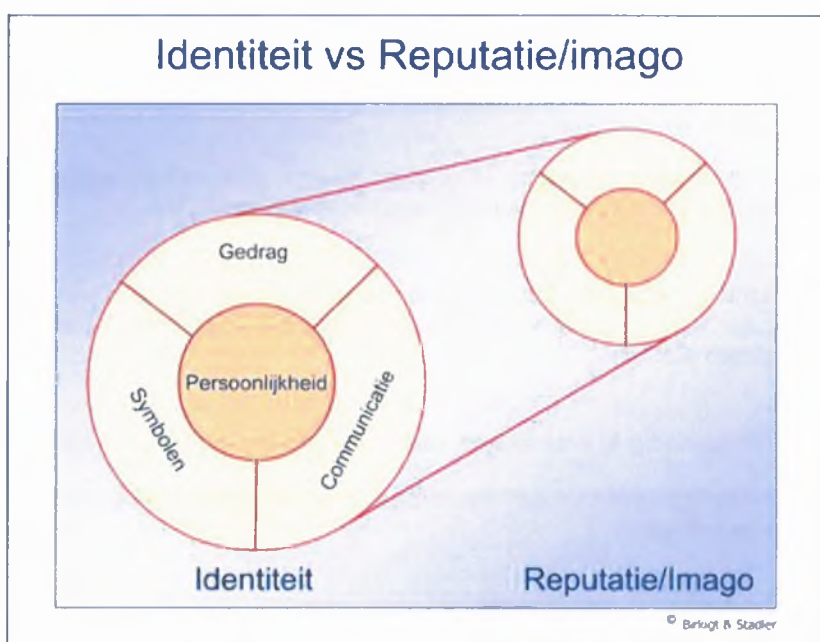 Identiteit vs Reputatie/imago
Gedrag
Persoonlijkheid
Symbolen
Communicatie
Identiteit
Reputatie/Imago
© Birkigt & Stadler